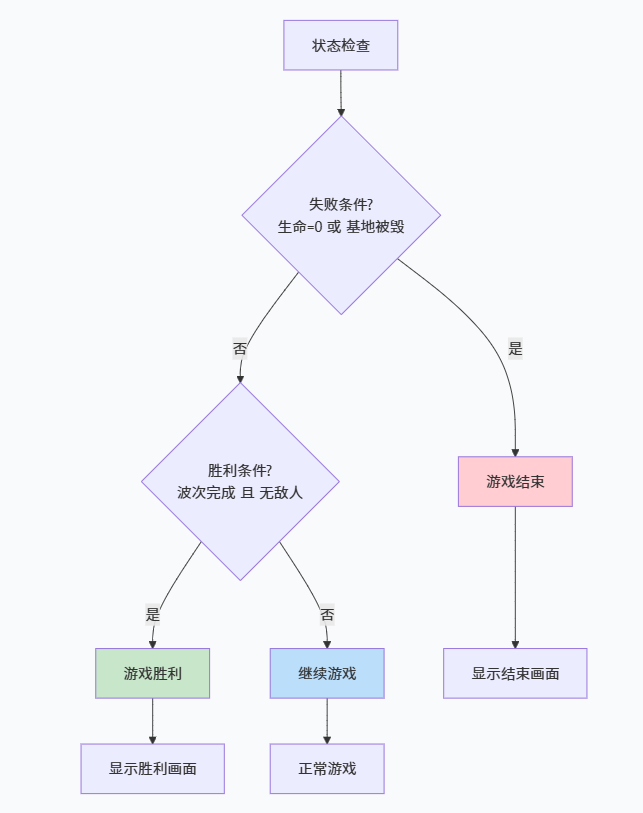 状态检查
失败条件?
生命=0 或 基地被毁
否
是
胜利条件?
波次完成 且 无敌人
游戏结束
是
否
游戏胜利
继续游戏
显示结束画面
显示胜利画面
正常游戏